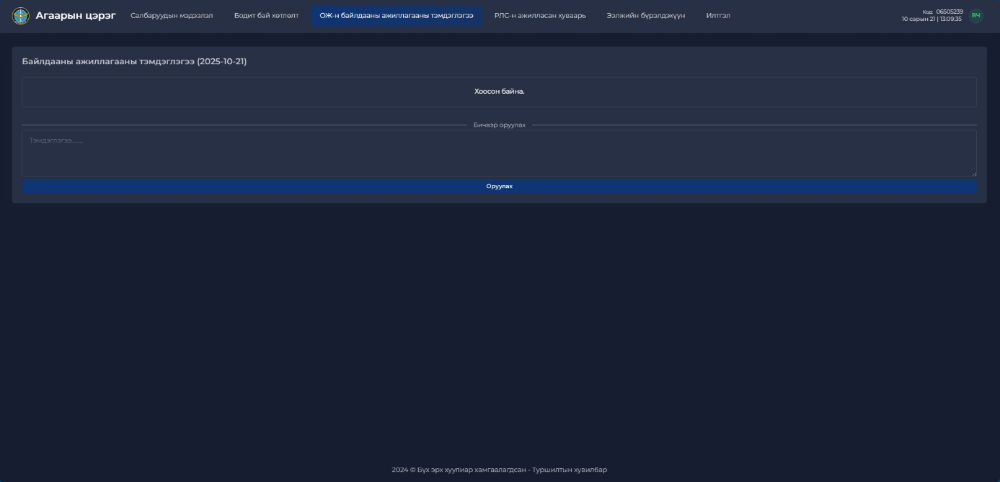 Агаарын цэрэг
Салбаруудын мэдээлэл
Бодит бай хөтлөлт
ОЖ-н байлдааны ажиллагааны тэмдэглэгээ
РЛС-н ажилласан хуваарь
Ээлжийн бүрэлдэхүүн
Илтгэл
Код: 06505239
10 сарын 21 | 13:09:35
ВЧ
Байлдааны ажиллагааны тэмдэглэгээ (2025-10-21)
Хоосон байна.
Бичвэр оруулах
Тэмдэглэгээ........
Оруулах
2024 © Бүх эрх хуулиар хамгаалагдсан - Туршилтын хувилбар